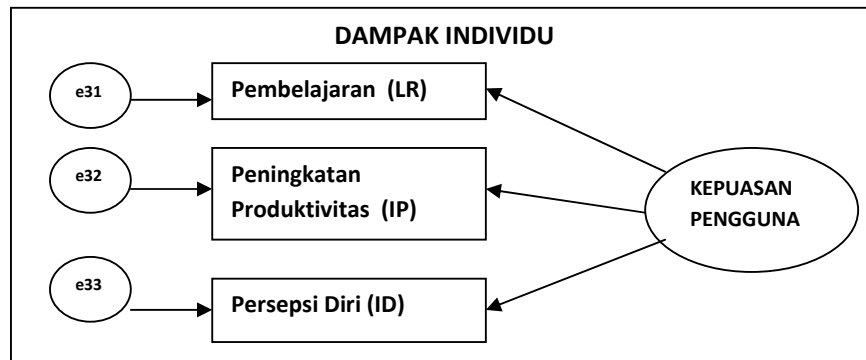 DAMPAK INDIVIDU
e31
Pembelajaran (LR)
e32
Peningkatan
Produktivitas (IP)
KEPUASAN
PENGGUNA
e33
Persepsi Diri (ID)